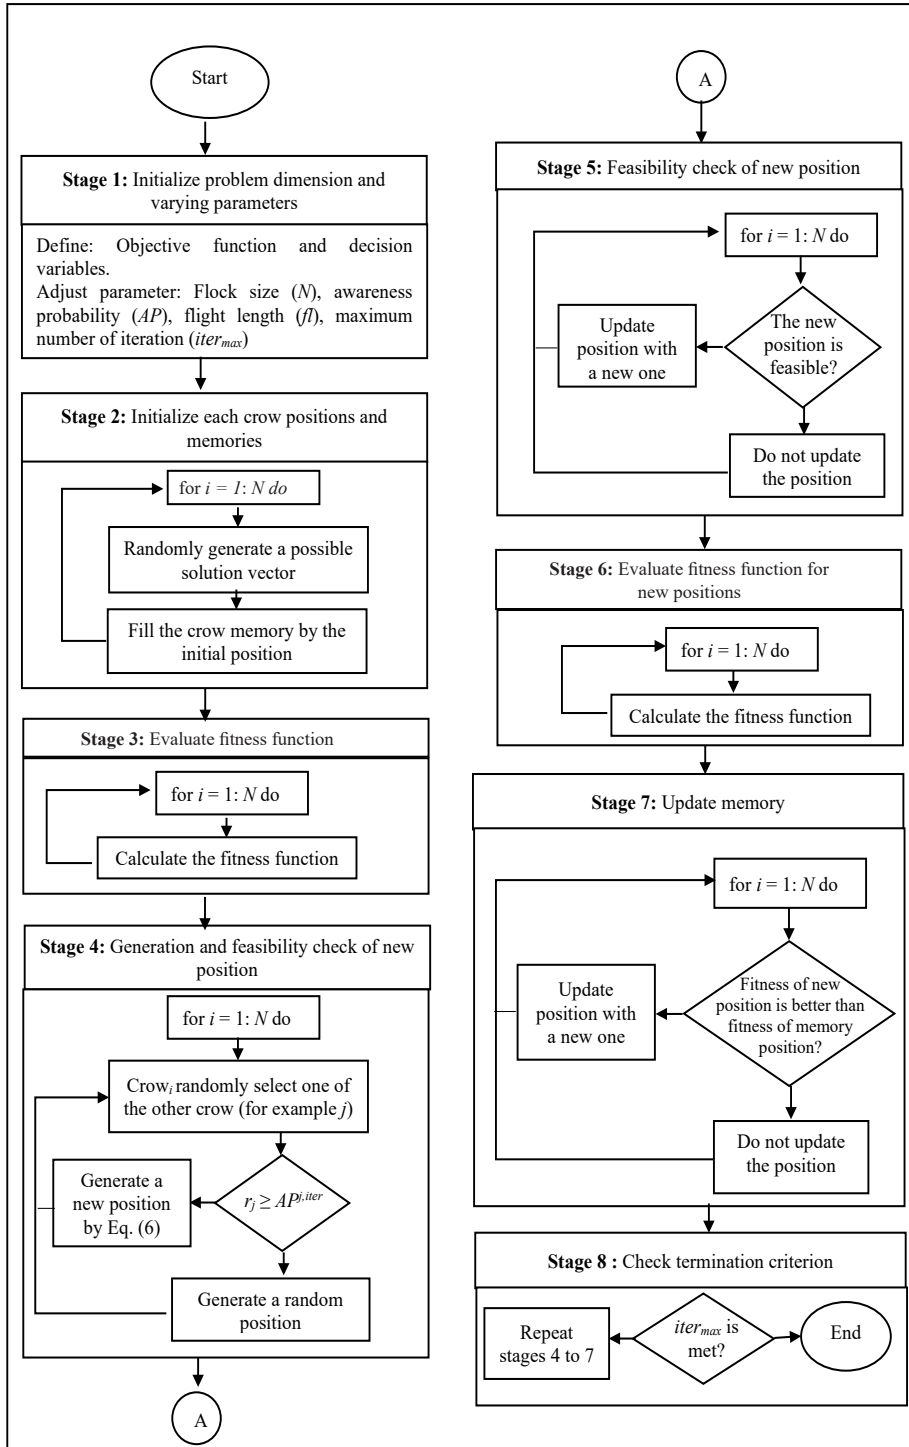 Start
Stage 1: Initialize problem dimension and
varying parameters
Define: Objective function and decision
variables.
Adjust parameter: Flock size (N), awareness
probability (AP), flight length (fl), maximum
number of iteration (iter_max)
Stage 2: Initialize each crow positions and
memories
for i = 1: N do
Randomly generate a possible
solution vector
Fill the crow memory by the
initial position
Stage 3: Evaluate fitness function
for i = 1: N do
Calculate the fitness function
Stage 4: Generation and feasibility check of new
position
for i = 1: N do
Crow_i randomly select one of
the other crow (for example j)
Generate a
new position
by Eq. (6)
r_j ≥ AP^{j,iter}
Generate a random
position
A
A
Stage 5: Feasibility check of new position
for i = 1: N do
Update
position with
a new one
The new
position is
feasible?
Do not update
the position
Stage 6: Evaluate fitness function for
new positions
for i = 1: N do
Calculate the fitness function
Stage 7: Update memory
for i = 1: N do
Update
position with
a new one
Fitness of new
position is better than
fitness of memory
position?
Do not update
the position
Stage 8 : Check termination criterion
Repeat
stages 4 to 7
iter_max is
met?
End